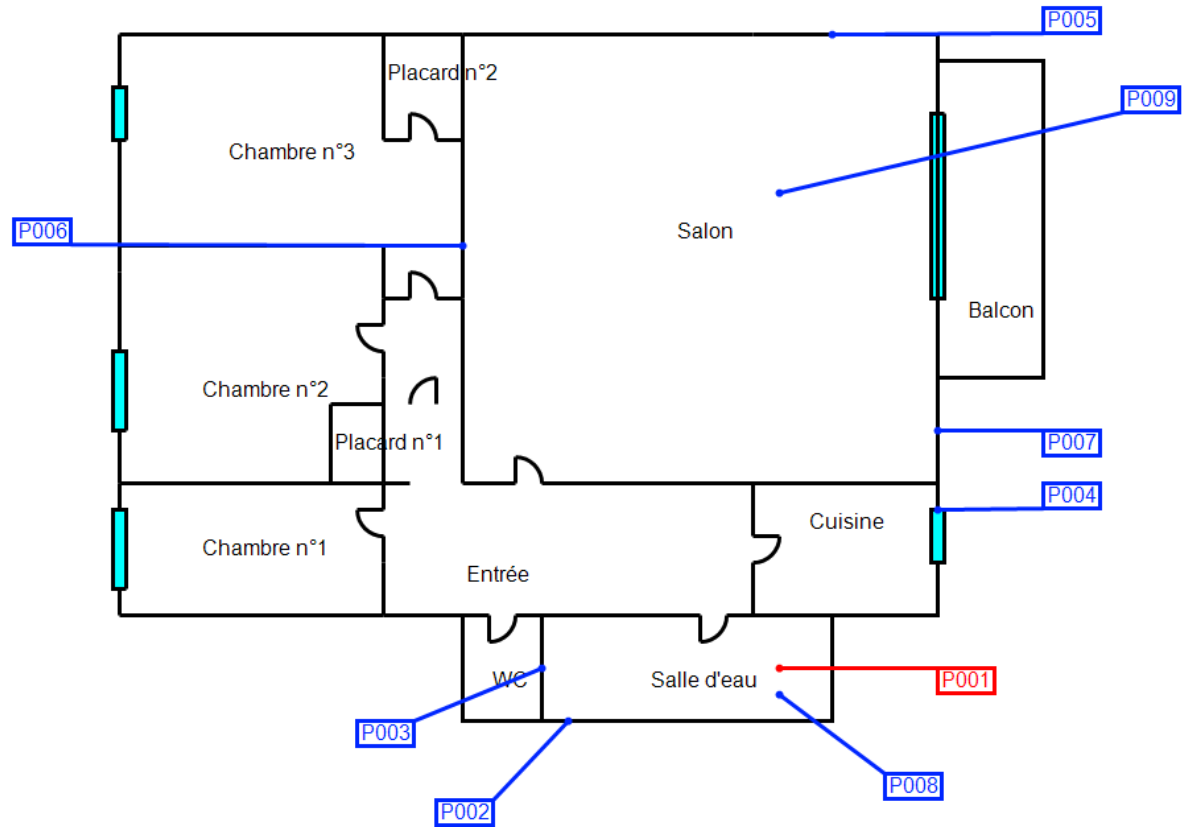 P005
Placard n°2
P009
Chambre n°3
P006
Salon
Balcon
Chambre n°2
Placard n°1
P007
P004
Cuisine
Chambre n°1
Entrée
WC
Salle d'eau
P001
P003
P008
P002